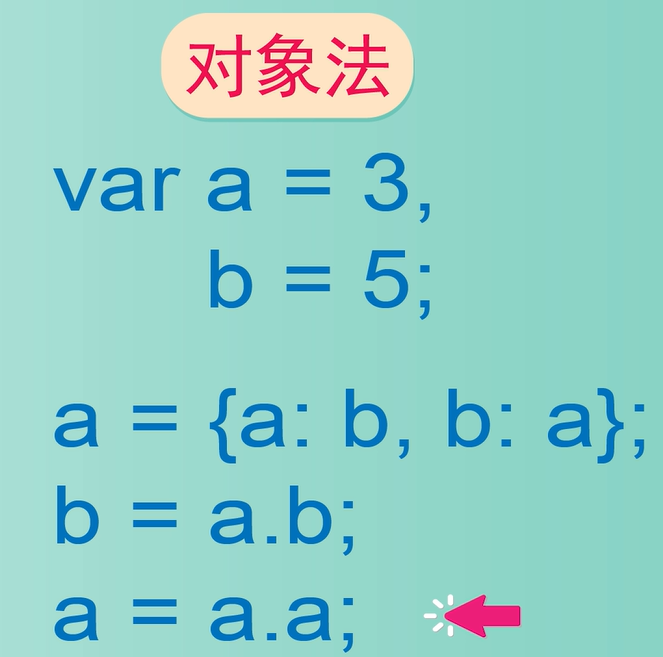 对象法
var a = 3,
b = 5;
a = {a: b, b: a};
b = a.b;
a = a.a;